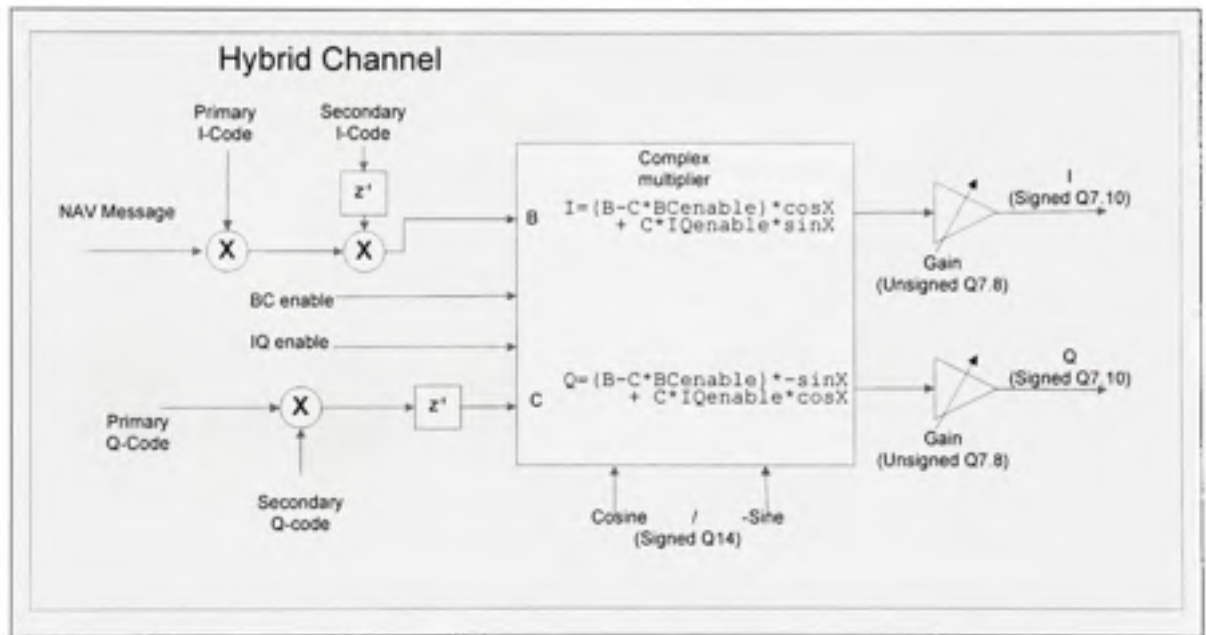 Hybrid Channel
Primary
I-Code
Secondary
I-Code
z⁻¹
NAV Message
X
X
B
BC enable
IQ enable
Complex
multiplier
I=(B-C*BCenable)*cosX
+ C*IQenable*sinX
Q=(B-C*BCenable)*-sinX
+ C*IQenable*cosX
I
(Signed Q7.10)
Gain
(Unsigned Q7.8)
Q
(Signed Q7.10)
Gain
(Unsigned Q7.8)
Primary
Q-Code
X
z⁻¹
C
Secondary
Q-code
Cosine / -Sine
(Signed Q14)